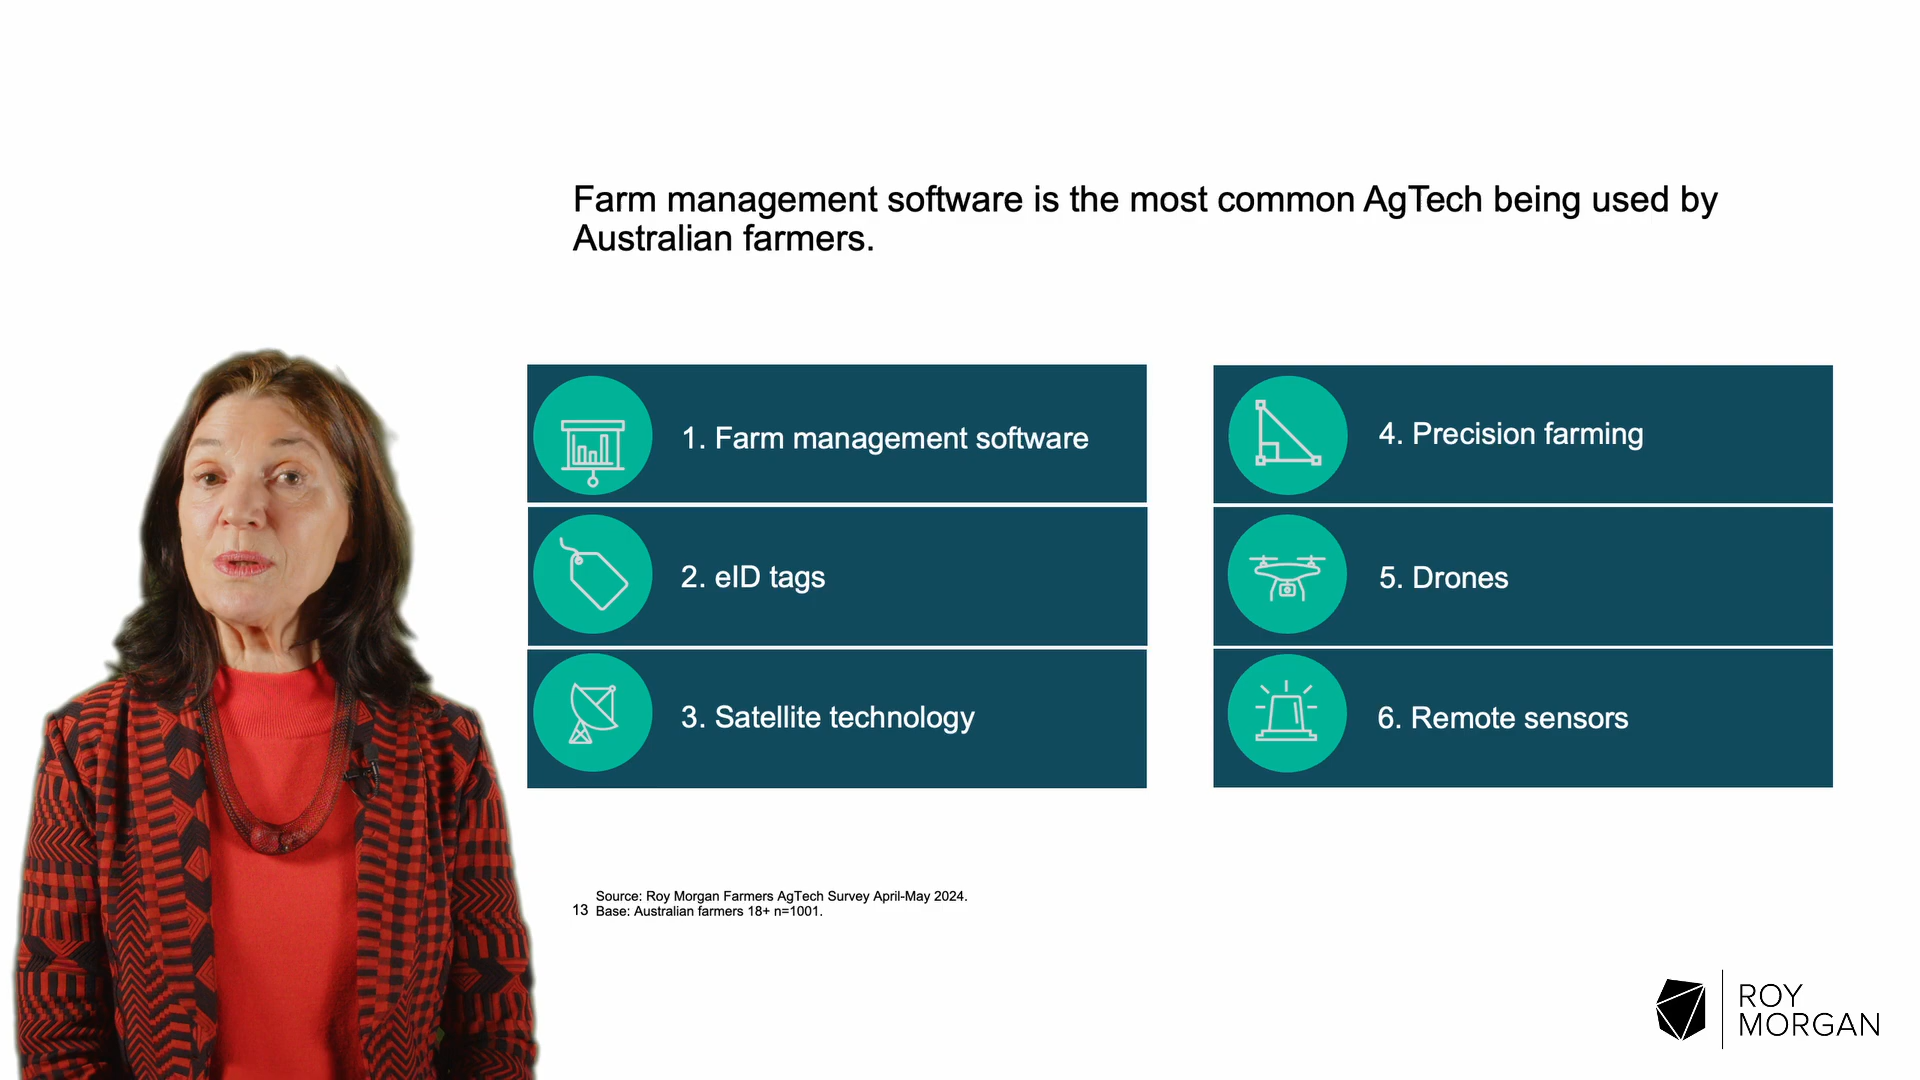 Farm management software is the most common AgTech being used by
Australian farmers.
1. Farm management software
2. eID tags
3. Satellite technology
4. Precision farming
5. Drones
6. Remote sensors
Source: Roy Morgan Farmers AgTech Survey April-May 2024.
13 Base: Australian farmers 18+ n=1001.
ROY
MORGAN